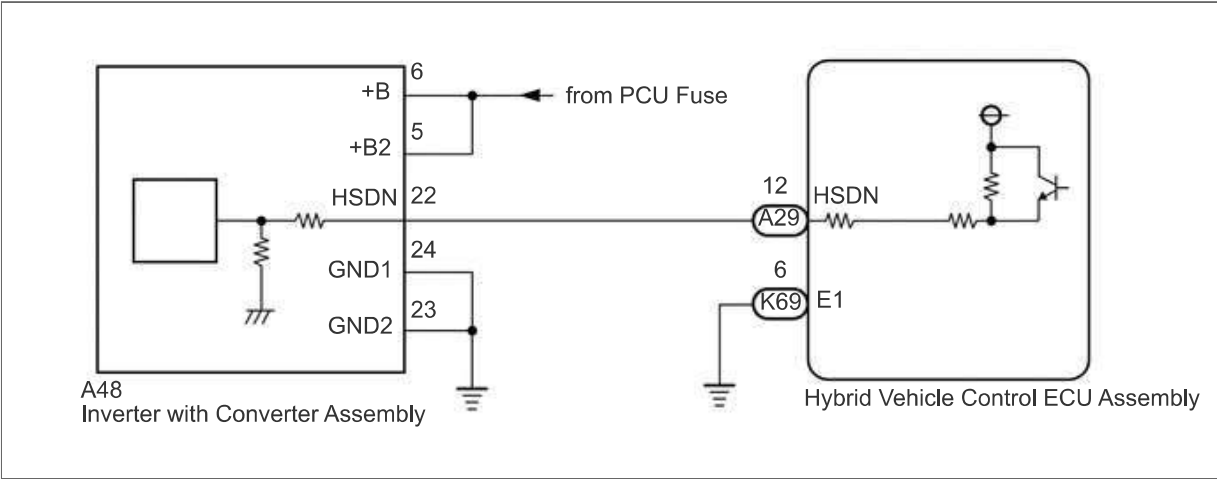 6
+B
from PCU Fuse
5
+B2
HSDN 22
24
GND1
23
GND2
A48
Inverter with Converter Assembly
12
HSDN
A29
6
K69 E1
Hybrid Vehicle Control ECU Assembly